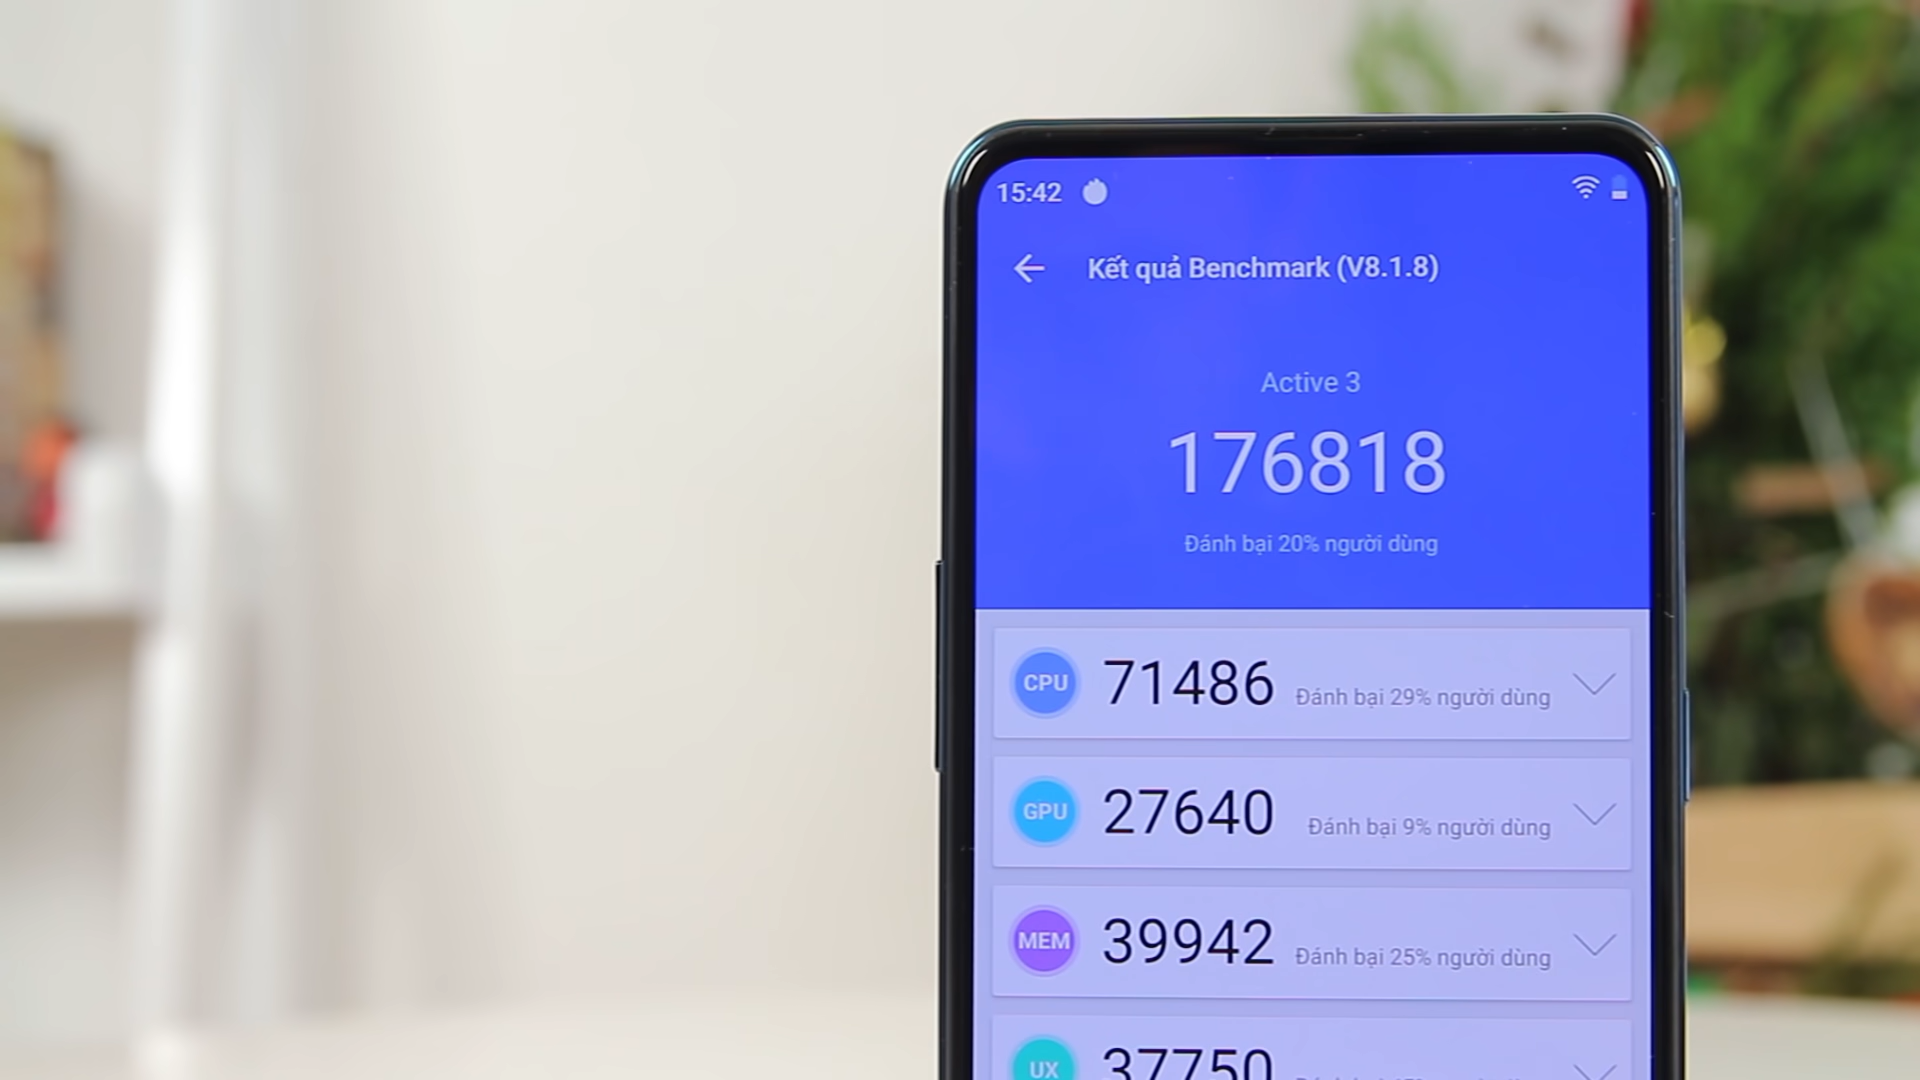 15:42
Kết quả Benchmark (V8.1.8)
Active 3
176818
Đánh bại 20% người dùng
CPU 71486 Đánh bại 29% người dùng
GPU 27640 Đánh bại 9% người dùng
MEM 39942 Đánh bại 25% người dùng
UX 37750